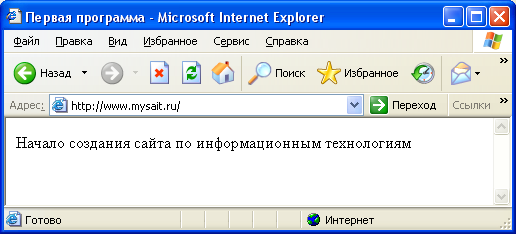 Первая программа - Microsoft Internet Explorer
Файл Правка Вид Избранное Сервис Справка
Назад Поиск Избранное »
Адрес: http://www.mysait.ru/ Переход Ссылки »
Начало создания сайта по информационным технологиям
Готово Интернет